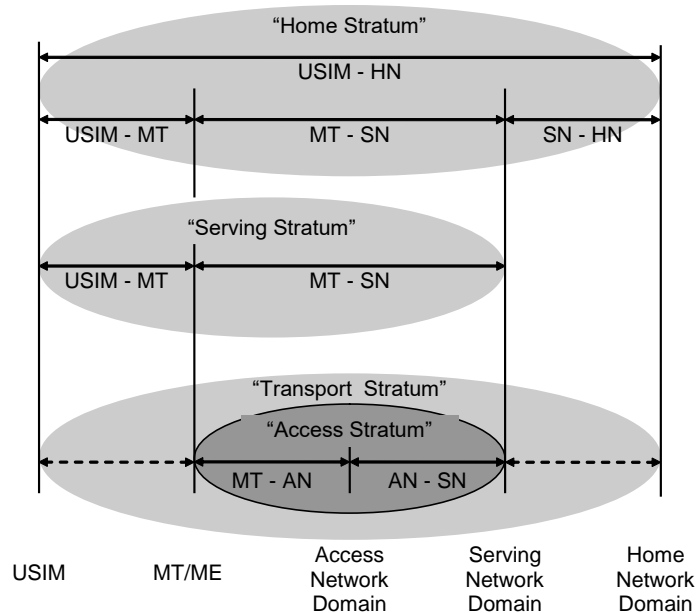 “Home Stratum”
USIM - HN
USIM - MT
MT - SN
SN - HN
“Serving Stratum”
USIM - MT
MT - SN
“Transport Stratum”
“Access Stratum”
MT - AN
AN - SN
USIM
MT/ME
Access
Network
Domain
Serving
Network
Domain
Home
Network
Domain